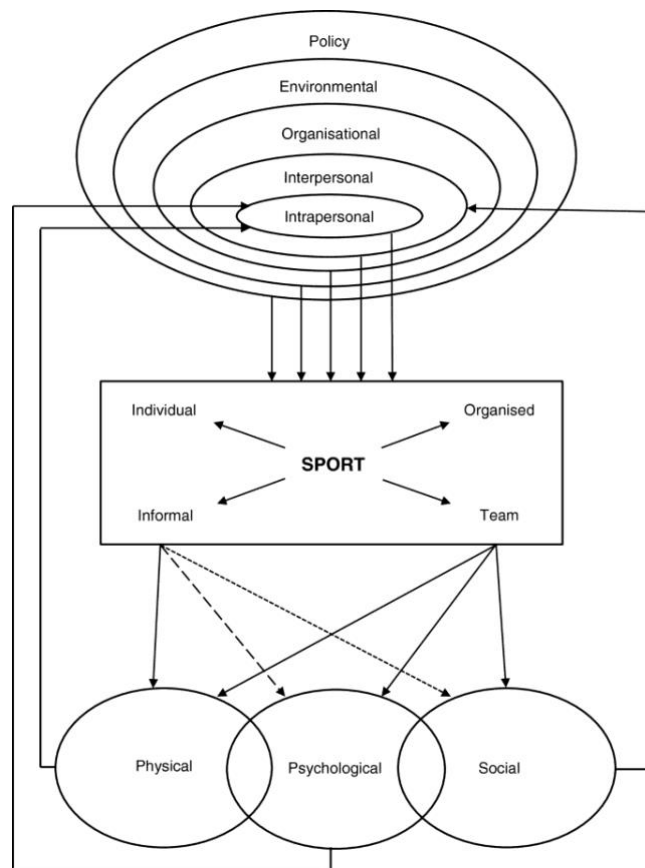 Policy
Environmental
Organisational
Interpersonal
Intrapersonal
Individual
Organised
SPORT
Informal
Team
Physical
Psychological
Social